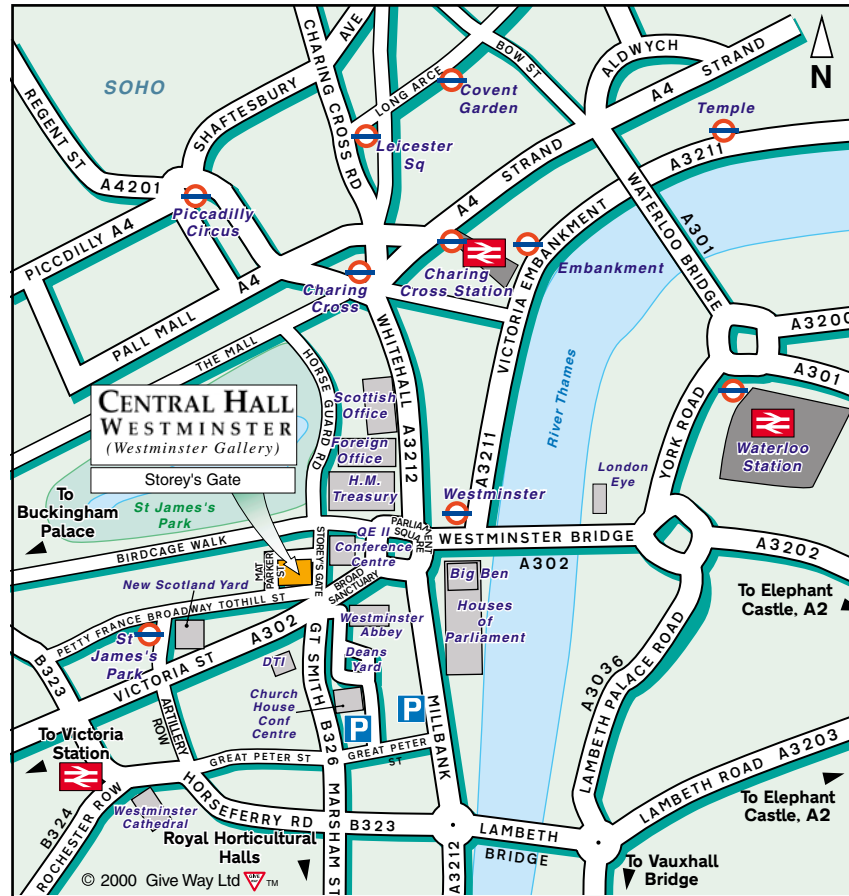 SOHO
REGENT ST
SHAFTESBURY AVE
CHARING CROSS RD
LONG ARCE
BOW ST
ALDWYCH
A4 STRAND
N
Covent
Garden
Temple
Leicester
Sq
A3211
A4201
Piccadilly
Circus
STRAND
A4
WATERLOO BRIDGE
A301
PICCDILLY A4
A4
PALL MALL
THE MALL
Charing
Cross
Charing
Cross Station
Embankment
VICTORIA EMBANKMENT
A3211
River Thames
A3200
A301
YORK ROAD
Waterloo
Station
HORSE GUARD RD
WHITEHALL A3212
Scottish
Office
Foreign
Office
H.M.
Treasury
CENTRAL HALL
WESTMINSTER
(Westminster Gallery)
Storey's Gate
To
Buckingham
Palace
St James's
Park
London
Eye
Westminster
BIRDCAGE WALK
STOREY'S GATE
MAT
PARKER
ST
QE II
Conference
Centre
PARLIAMENT
SQUARE
WESTMINSTER BRIDGE
A302
A3202
To Elephant
Castle, A2
BROAD
SANCTUARY
Big Ben
Houses
of
Parliament
New Scotland Yard
PETTY FRANCE BROADWAY TOTHILL ST
St
James's
Park
VICTORIA ST
A302
Westminster
Abbey
Deans
Yard
DTI
Church
House
Conf
Centre
GT SMITH B326
P
P
MILLBANK
A3036
LAMBETH PALACE ROAD
B323
ARTILLERY
ROW
To Victoria
Station
GREAT PETER ST
GREAT PETER
ST
LAMBETH ROAD A3203
To Elephant
Castle, A2
B324
ROCHESTER ROW
Westminster
Cathedral
HORSEFERRY RD B323
MARSHAM ST
LAMBETH
BRIDGE
A3212
Royal Horticultural
Halls
To Vauxhall
Bridge
© 2000 Give Way Ltd GIVE WAY ™